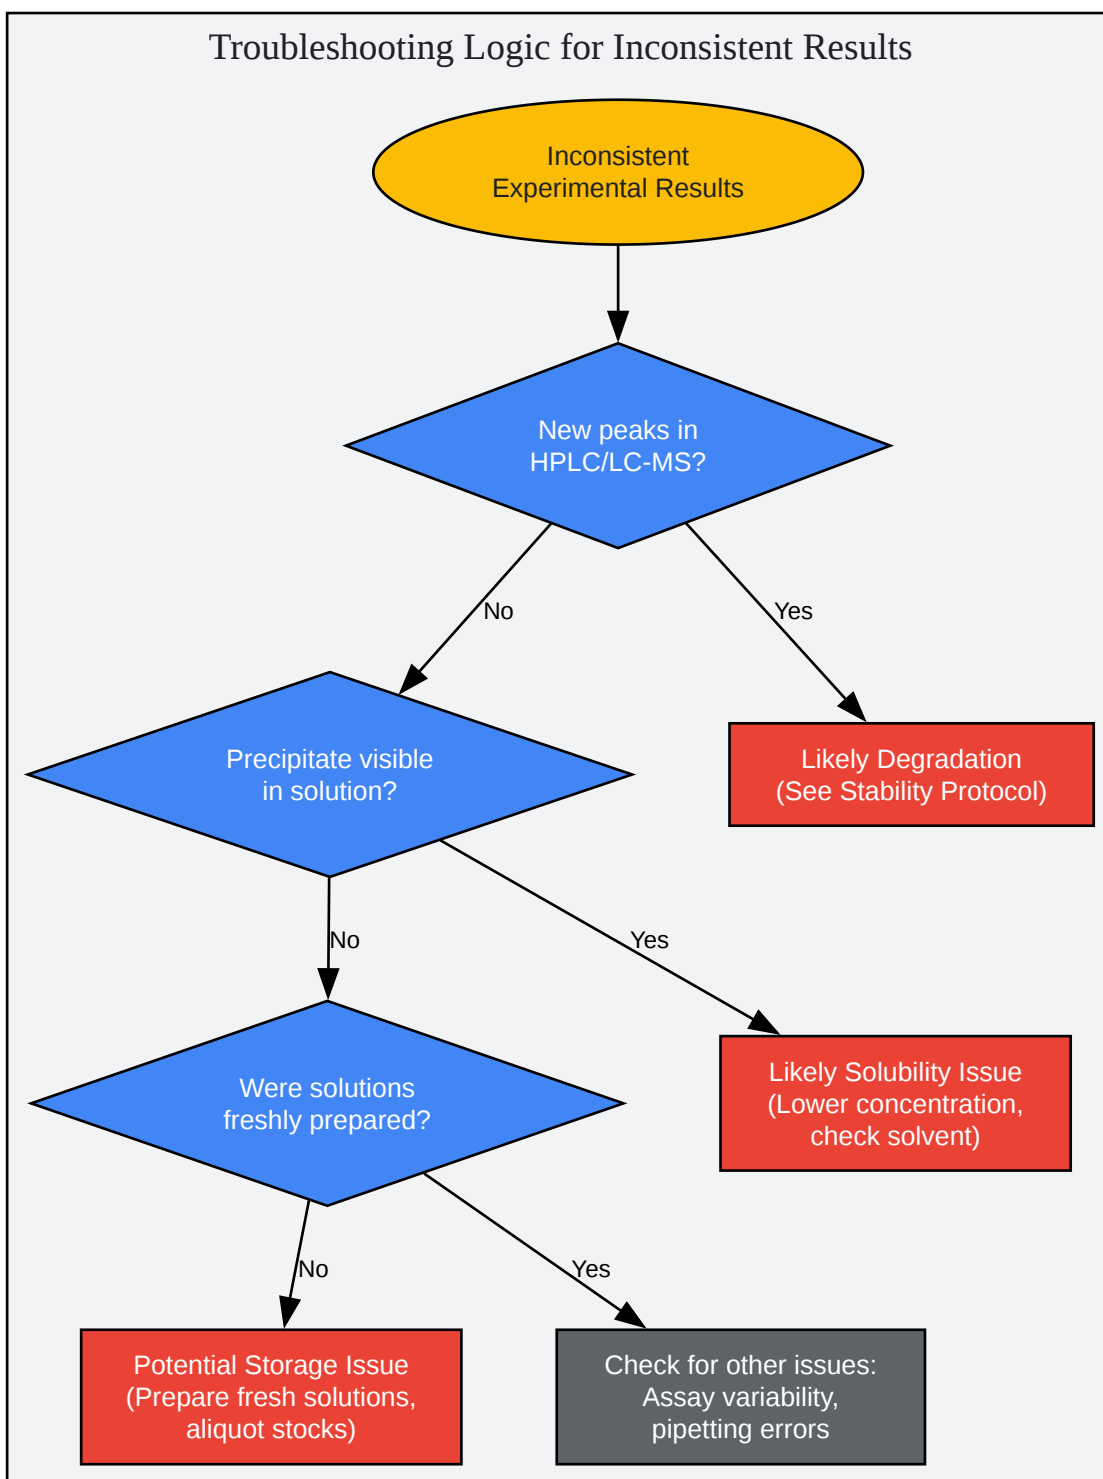 Troubleshooting Logic for Inconsistent Results
Inconsistent
Experimental Results
New peaks in
HPLC/LC-MS?
No
Yes
Precipitate visible
in solution?
Likely Degradation
(See Stability Protocol)
No
Yes
Were solutions
freshly prepared?
Likely Solubility Issue
(Lower concentration,
check solvent)
No
Yes
Potential Storage Issue
(Prepare fresh solutions,
aliquot stocks)
Check for other issues:
Assay variability,
pipetting errors